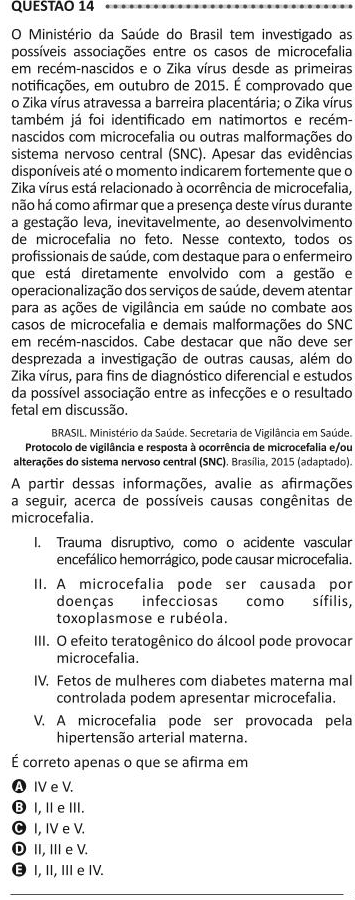 QUESTÃO 14
O Ministério da Saúde do Brasil tem investigado as
possíveis associações entre os casos de microcefalia
em recém-nascidos e o Zika vírus desde as primeiras
notificações, em outubro de 2015. É comprovado que
o Zika vírus atravessa a barreira placentária; o Zika vírus
também já foi identificado em natimortos e recém-
nascidos com microcefalia ou outras malformações do
sistema nervoso central (SNC). Apesar das evidências
disponíveis até o momento indicarem fortemente que o
Zika vírus está relacionado à ocorrência de microcefalia,
não há como afirmar que a presença deste vírus durante
a gestação leva, inevitavelmente, ao desenvolvimento
de microcefalia no feto. Nesse contexto, todos os
profissionais de saúde, com destaque para o enfermeiro
que está diretamente envolvido com a gestão e
operacionalização dos serviços de saúde, devem atentar
para as ações de vigilância em saúde no combate aos
casos de microcefalia e demais malformações do SNC
em recém-nascidos. Cabe destacar que não deve ser
desprezada a investigação de outras causas, além do
Zika vírus, para fins de diagnóstico diferencial e estudos
da possível associação entre as infecções e o resultado
fetal em discussão.
BRASIL. Ministério da Saúde. Secretaria de Vigilância em Saúde.
Protocolo de vigilância e resposta à ocorrência de microcefalia e/ou
alterações do sistema nervoso central (SNC). Brasília, 2015 (adaptado).
A partir dessas informações, avalie as afirmações
a seguir, acerca de possíveis causas congênitas de
microcefalia.
I. Trauma disruptivo, como o acidente vascular
encefálico hemorrágico, pode causar microcefalia.
II. A microcefalia pode ser causada por
doenças infecciosas como sífilis,
toxoplasmose e rubéola.
III. O efeito teratogênico do álcool pode provocar
microcefalia.
IV. Fetos de mulheres com diabetes materna mal
controlada podem apresentar microcefalia.
V. A microcefalia pode ser provocada pela
hipertensão arterial materna.
É correto apenas o que se afirma em
A IV e V.
B I, II e III.
C I, IV e V.
D II, III e V.
E I, II, III e IV.